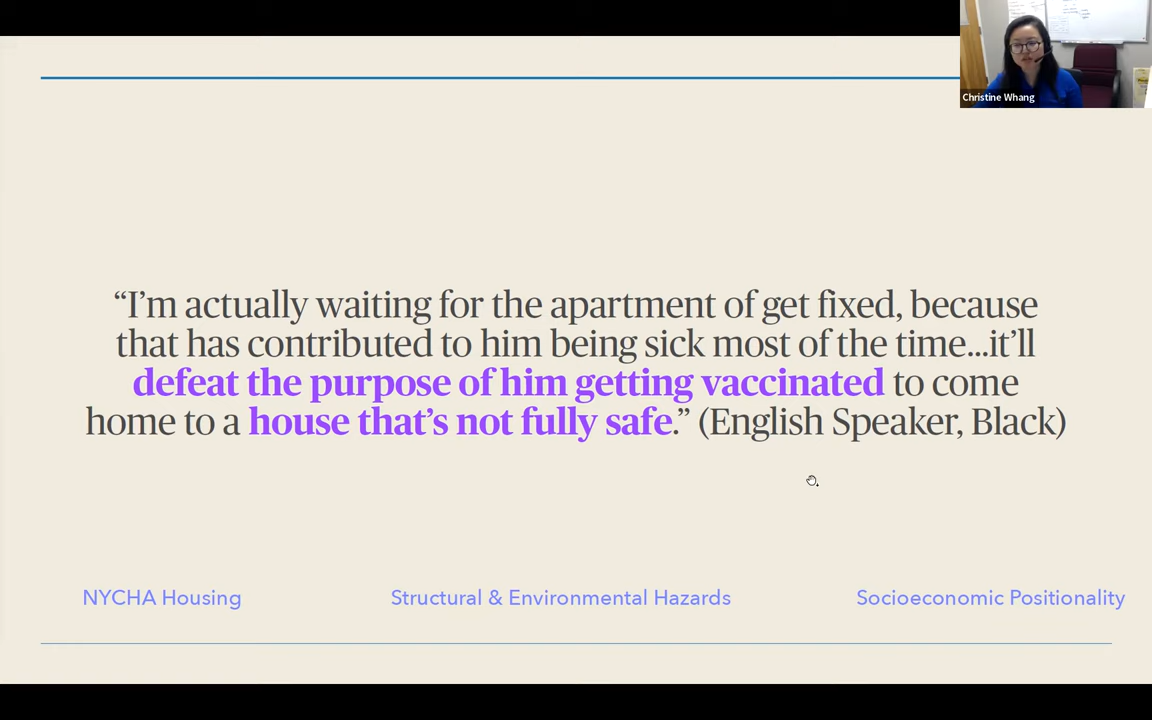 Christine Whang
“I’m actually waiting for the apartment of get fixed, because
that has contributed to him being sick most of the time...it’ll
defeat the purpose of him getting vaccinated to come
home to a house that’s not fully safe.” (English Speaker, Black)
NYCHA Housing
Structural & Environmental Hazards
Socioeconomic Positionality